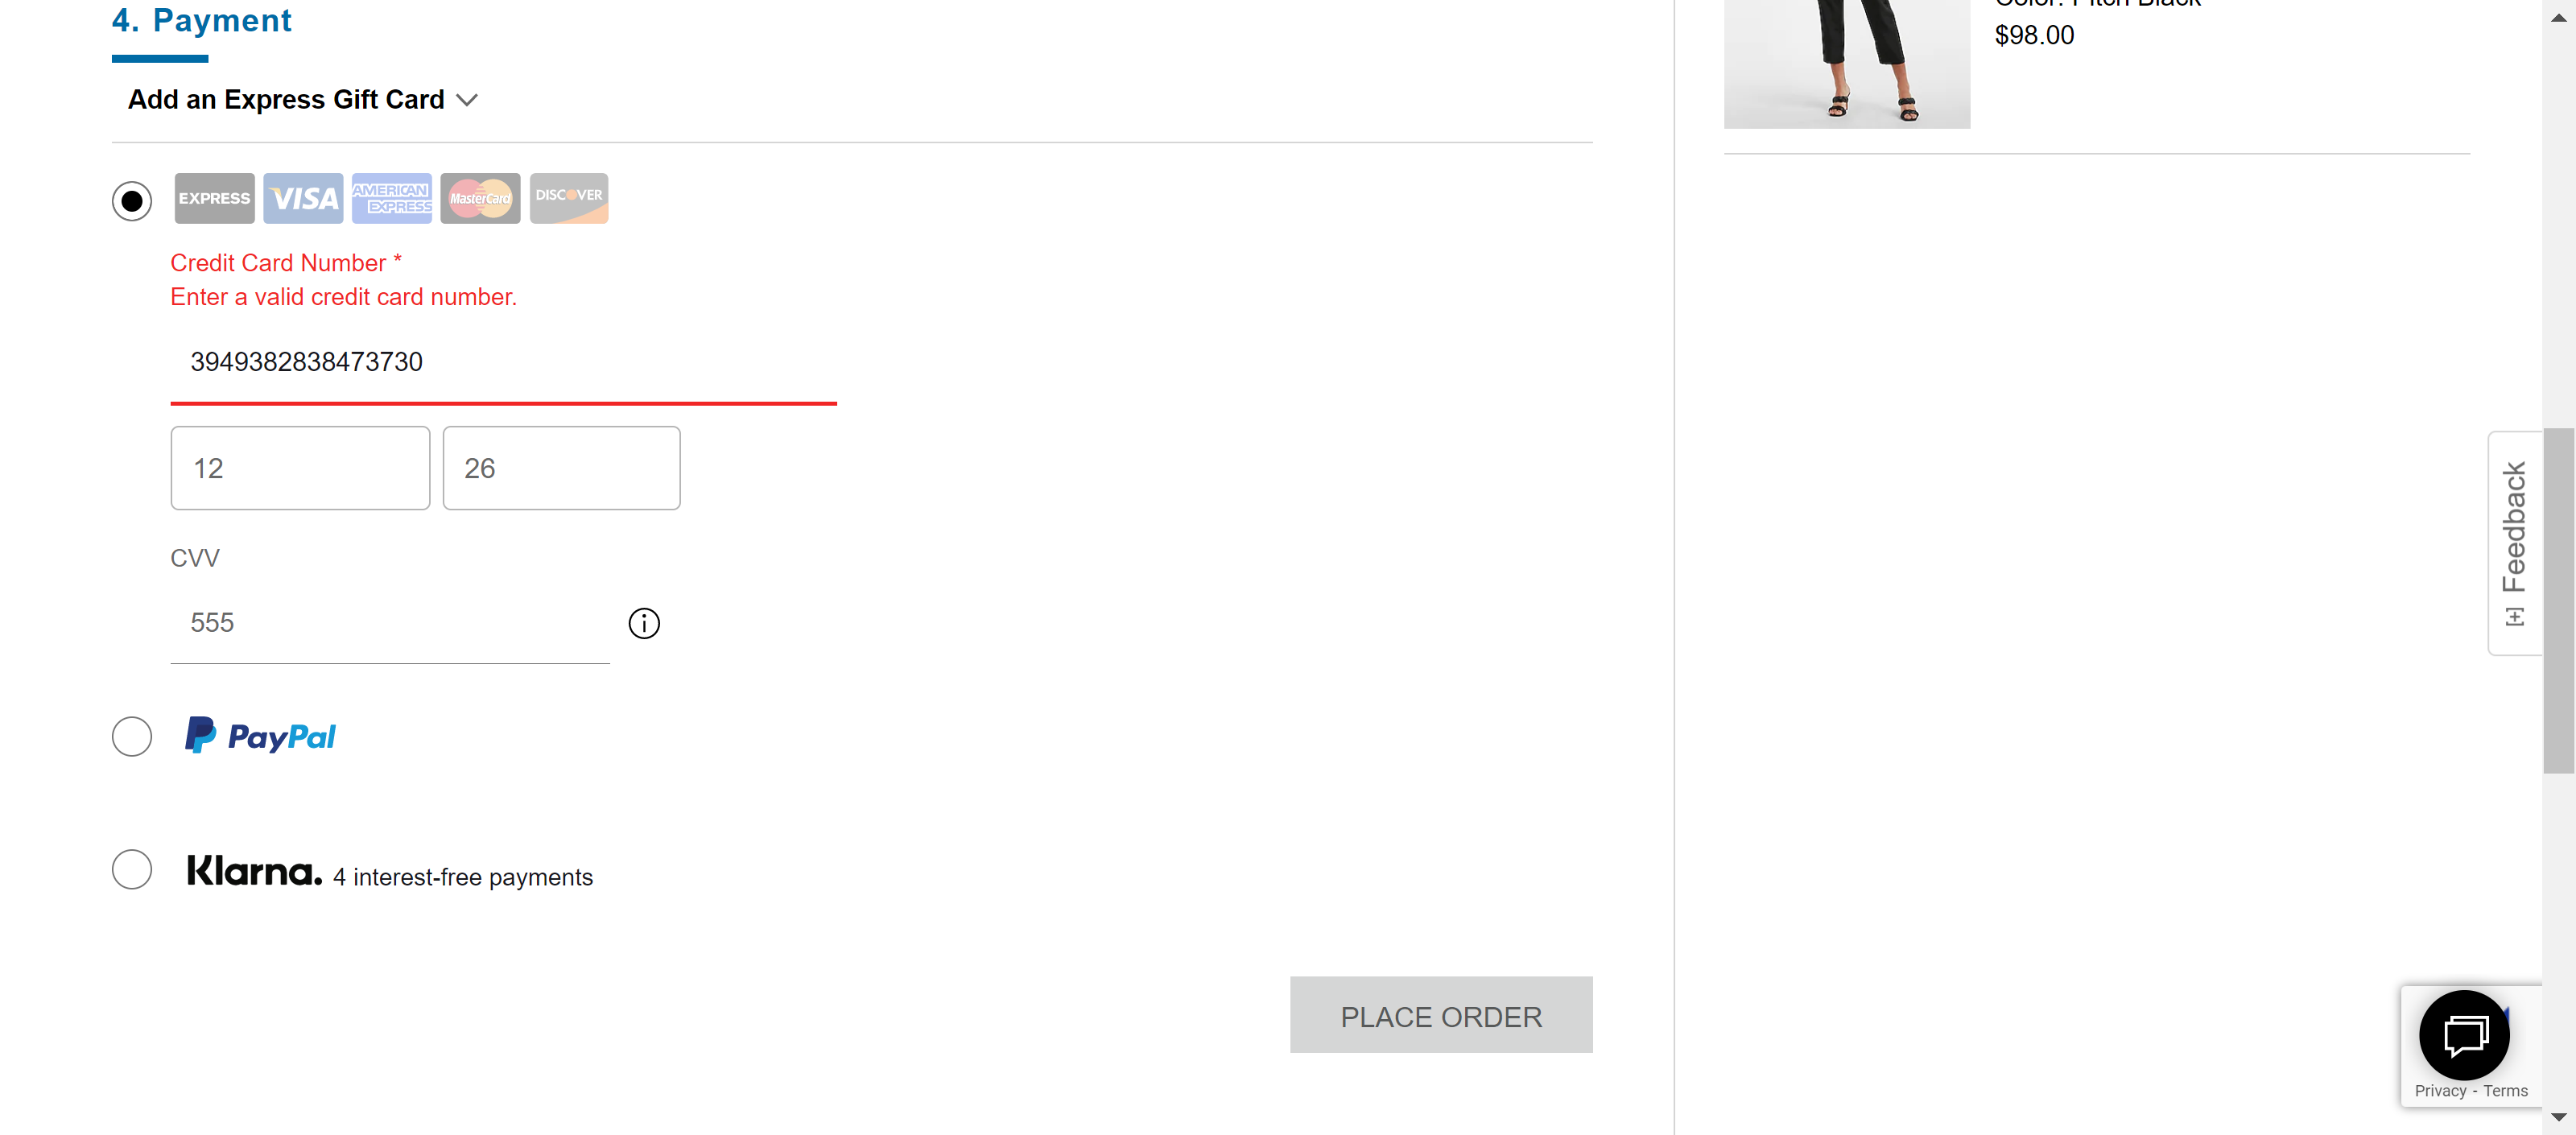 4. Payment
Add an Express Gift Card
EXPRESS
VISA
AMERICAN EXPRESS
MasterCard
DISCOVER
Credit Card Number *
Enter a valid credit card number.
3949382838473730
12
26
CVV
555
PayPal
Klarna. 4 interest-free payments
PLACE ORDER
Color: Pitch Black
$98.00
[+] Feedback
Privacy - Terms